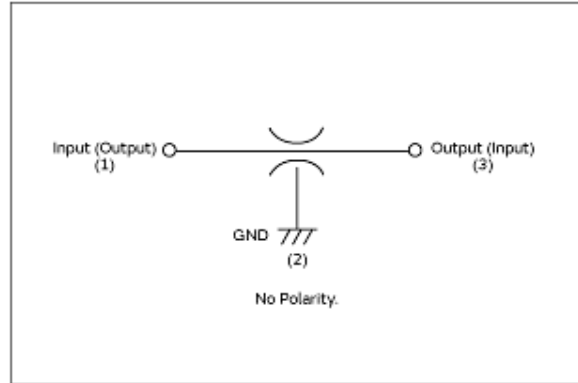 Input (Output)
(1)
Output (Input)
(3)
GND
(2)
No Polarity.